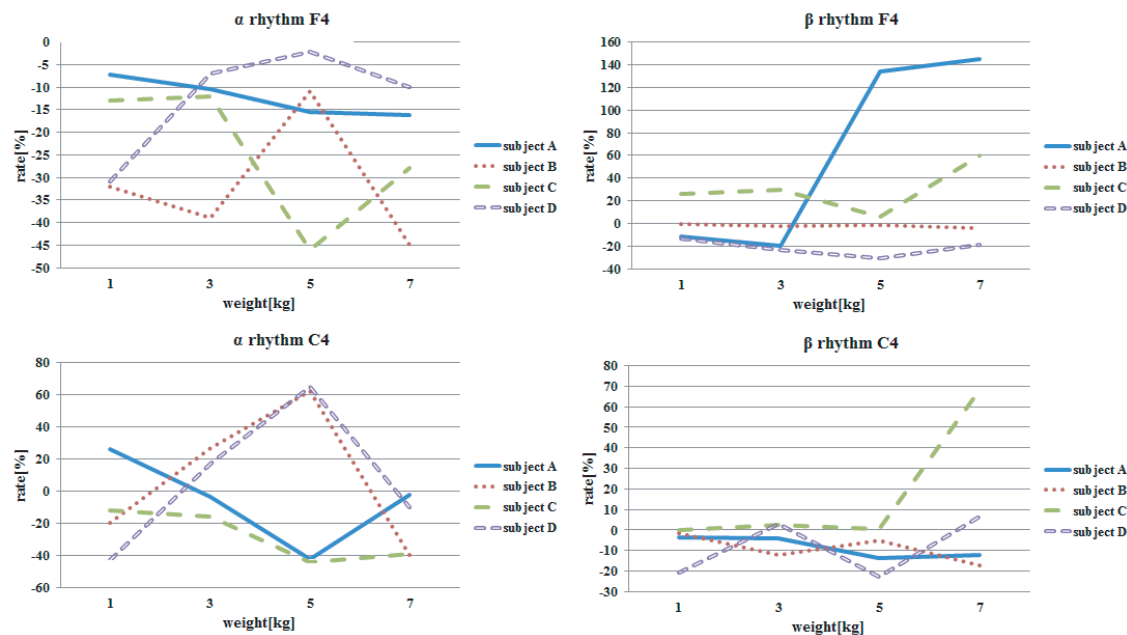 α rhythm F4
0
-5
-10
-15
-20
-25
-30
-35
-40
-45
-50
rate[%]
1 3 5 7
weight[kg]
subject A
subject B
subject C
subject D
β rhythm F4
160
140
120
100
80
60
40
20
0
-20
-40
rate[%]
1 3 5 7
weight[kg]
subject A
subject B
subject C
subject D
α rhythm C4
80
60
40
20
0
-20
-40
-60
rate[%]
1 3 5 7
weight[kg]
subject A
subject B
subject C
subject D
β rhythm C4
80
70
60
50
40
30
20
10
0
-10
-20
-30
rate[%]
1 3 5 7
weight[kg]
subject A
subject B
subject C
subject D